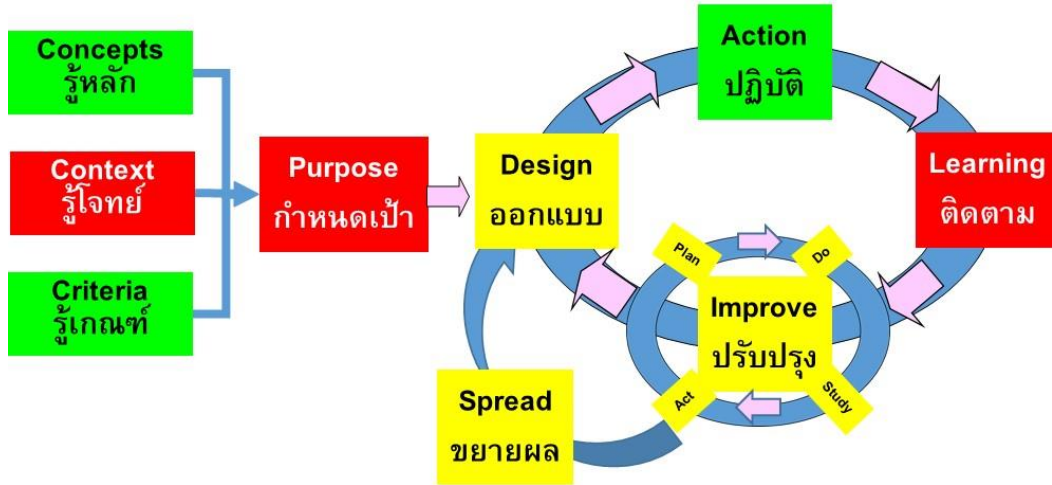 Concepts
รู้หลัก
Context
รู้โจทย์
Criteria
รู้เกณฑ์
Purpose
กำหนดเป้า
Design
ออกแบบ
Action
ปฏิบัติ
Learning
ติดตาม
Plan
Do
Improve
ปรับปรุง
Act
Study
Spread
ขยายผล